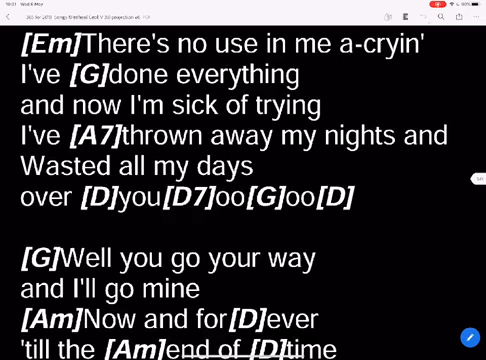 [Em]There's no use in me a-cryin'
I've [G]done everything
and now I'm sick of trying
I've [A7]thrown away my nights and
Wasted all my days
over [D]you[D7]oo[G]oo[D]
[G]Well you go your way
and I'll go mine
[Am]Now and for[D]ever
'till the [Am]end of [D]time